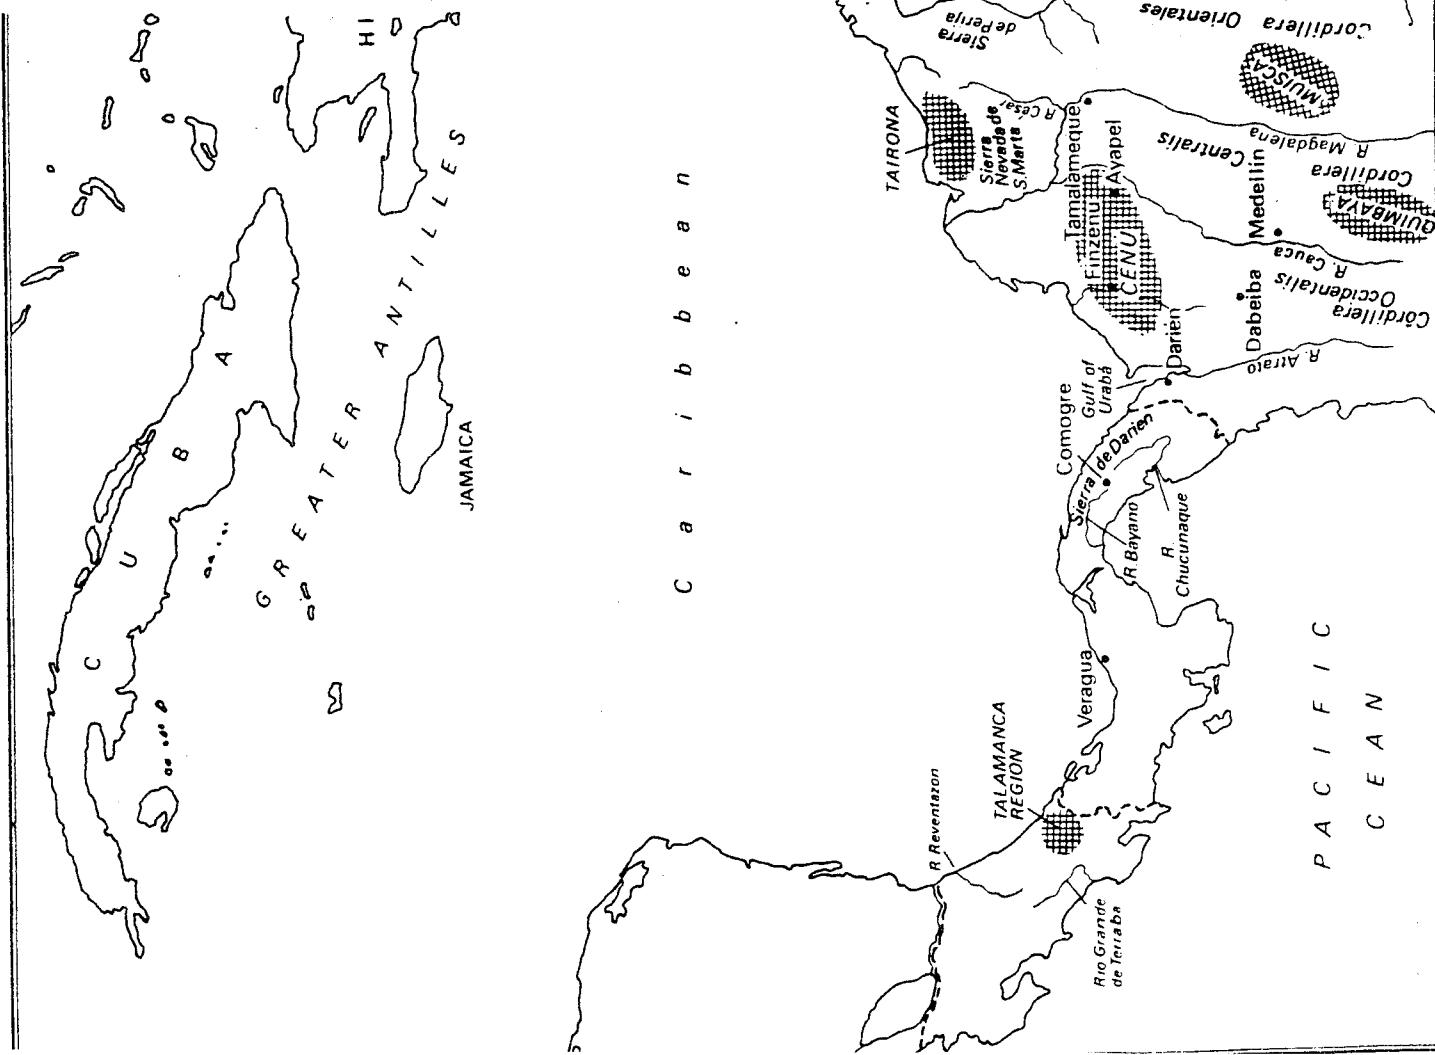 HI
CUBA
GREATER ANTILLES
JAMAICA
Caribbean
TAIRONA
Sierra
Nevada de
S. Marta
R César
Sierra
de Perija
Cordillera
Orientales
MUISCA
Tamalameque
Finzenu
CENU
Ayapel
Cordillera
Centralis
R. Magdalena
Medellín
QUIMBAYA
R. Cauca
Cordillera
Occidentalis
Dabeiba
Darien
R. Atrato
Gulf of
Urabá
Comogre
Sierra de Darien
R. Bayano
R.
Chucunaque
Veragua
TALAMANCA
REGION
R Reventazon
Rio Grande
de Terraba
PACIFIC
CEAN